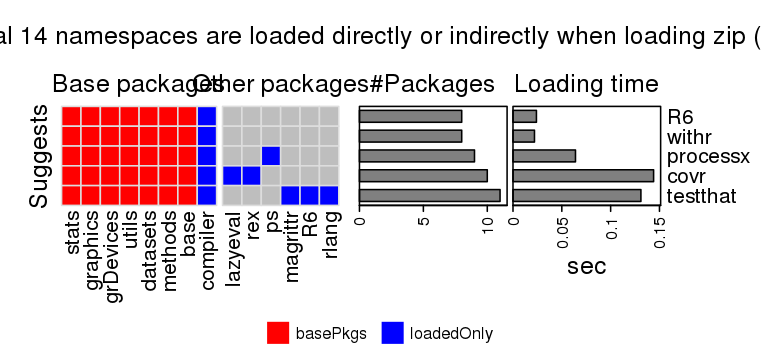 al 14 namespaces are loaded directly or indirectly when loading zip (
Base packages Other packages #Packages Loading time
Suggests
R6
withr
processx
covr
testthat
stats graphics grDevices utils datasets methods base compiler lazyeval rex ps magrittr R6 rlang
0 5 10
0 0.05 0.1 0.15
sec
basePkgs loadedOnly